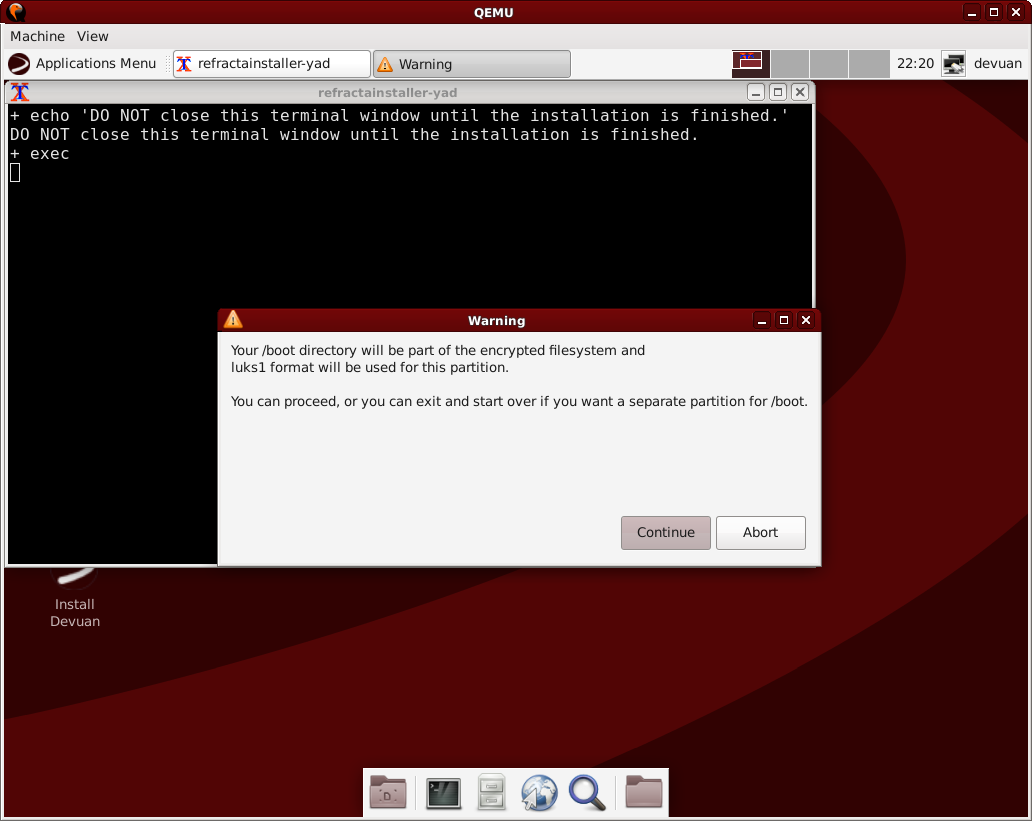 QEMU
Machine View
Applications Menu refractainstaller-yad Warning 22:20 devuan
refractainstaller-yad
+ echo 'DO NOT close this terminal window until the installation is finished.'
DO NOT close this terminal window until the installation is finished.
+ exec
Warning
Your /boot directory will be part of the encrypted filesystem and
luks1 format will be used for this partition.
You can proceed, or you can exit and start over if you want a separate partition for /boot.
Continue Abort
Install
Devuan